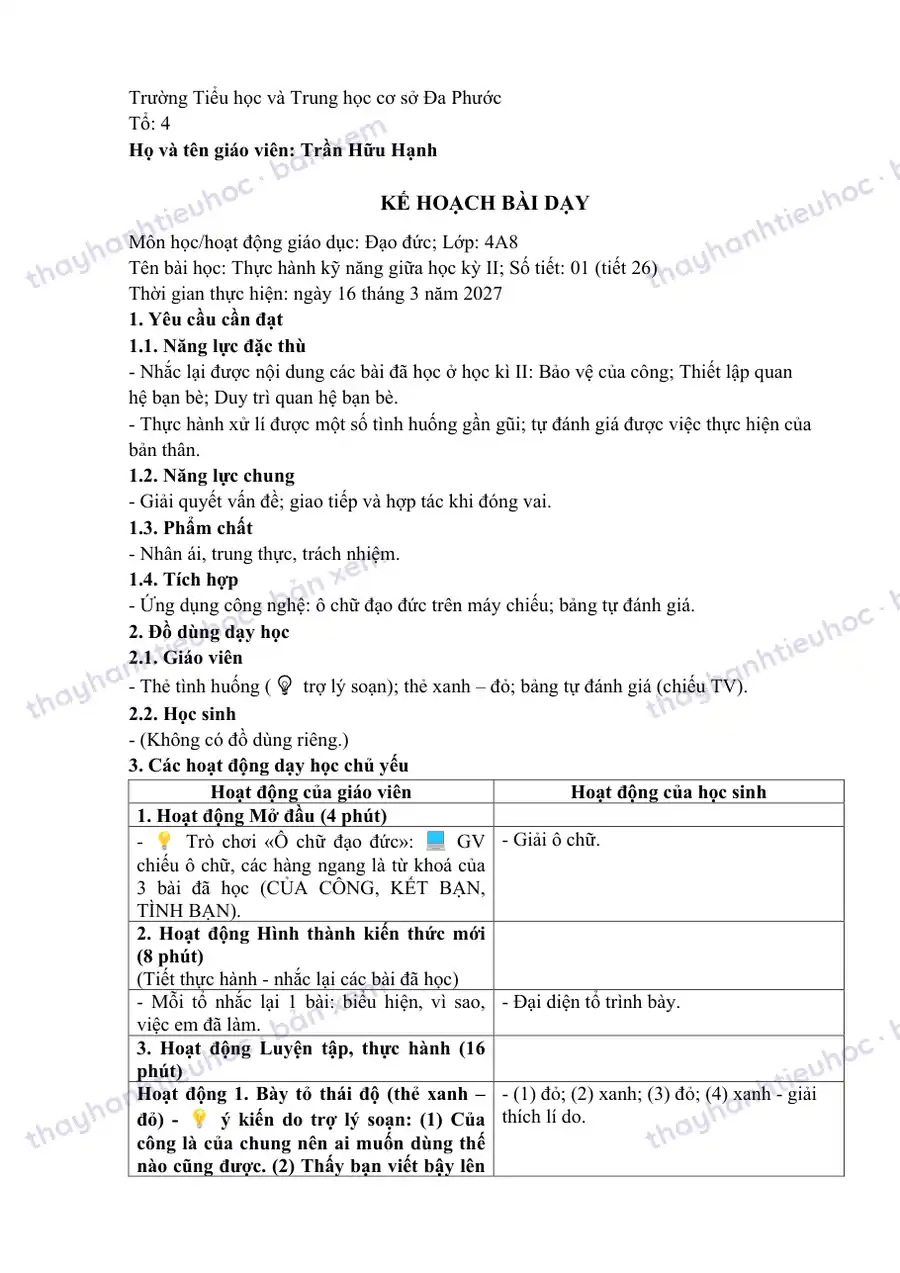 Trường Tiểu học và Trung học cơ sở Đa Phước
Tổ: 4
Họ và tên giáo viên: Trần Hữu Hạnh
KẾ HOẠCH BÀI DẠY
Môn học/hoạt động giáo dục: Đạo đức; Lớp: 4A8
Tên bài học: Thực hành kỹ năng giữa học kỳ II; Số tiết: 01 (tiết 26)
Thời gian thực hiện: ngày 16 tháng 3 năm 2027
1. Yêu cầu cần đạt
1.1. Năng lực đặc thù
- Nhắc lại được nội dung các bài đã học ở học kì II: Bảo vệ của công; Thiết lập quan
hệ bạn bè; Duy trì quan hệ bạn bè.
- Thực hành xử lí được một số tình huống gần gũi; tự đánh giá được việc thực hiện của
bản thân.
1.2. Năng lực chung
- Giải quyết vấn đề; giao tiếp và hợp tác khi đóng vai.
1.3. Phẩm chất
- Nhân ái, trung thực, trách nhiệm.
1.4. Tích hợp
- Ứng dụng công nghệ: ô chữ đạo đức trên máy chiếu; bảng tự đánh giá.
2. Đồ dùng dạy học
2.1. Giáo viên
- Thẻ tình huống ( trợ lý soạn); thẻ xanh – đỏ; bảng tự đánh giá (chiếu TV).
2.2. Học sinh
- (Không có đồ dùng riêng.)
3. Các hoạt động dạy học chủ yếu
Hoạt động của giáo viên
Hoạt động của học sinh
1. Hoạt động Mở đầu (4 phút)
- 💡 Trò chơi «Ô chữ đạo đức»: 💻 GV
chiếu ô chữ, các hàng ngang là từ khoá của
3 bài đã học (CỦA CÔNG, KẾT BẠN,
TÌNH BẠN).
- Giải ô chữ.
2. Hoạt động Hình thành kiến thức mới
(8 phút)
(Tiết thực hành - nhắc lại các bài đã học)
- Mỗi tổ nhắc lại 1 bài: biểu hiện, vì sao,
việc em đã làm.
- Đại diện tổ trình bày.
3. Hoạt động Luyện tập, thực hành (16
phút)
Hoạt động 1. Bày tỏ thái độ (thẻ xanh –
đỏ) - 💡 ý kiến do trợ lý soạn: (1) Của
công là của chung nên ai muốn dùng thế
nào cũng được. (2) Thấy bạn viết bậy lên
- (1) đỏ; (2) xanh; (3) đỏ; (4) xanh - giải
thích lí do.
thayhanhtieuhoc · bản xem
thayhanhtieuhoc · b
thayhanhtieuhoc · bản xem
thayhanhtieuhoc · b
thayhanhtieuhoc · bản xem
thayhanhtieuhoc · b